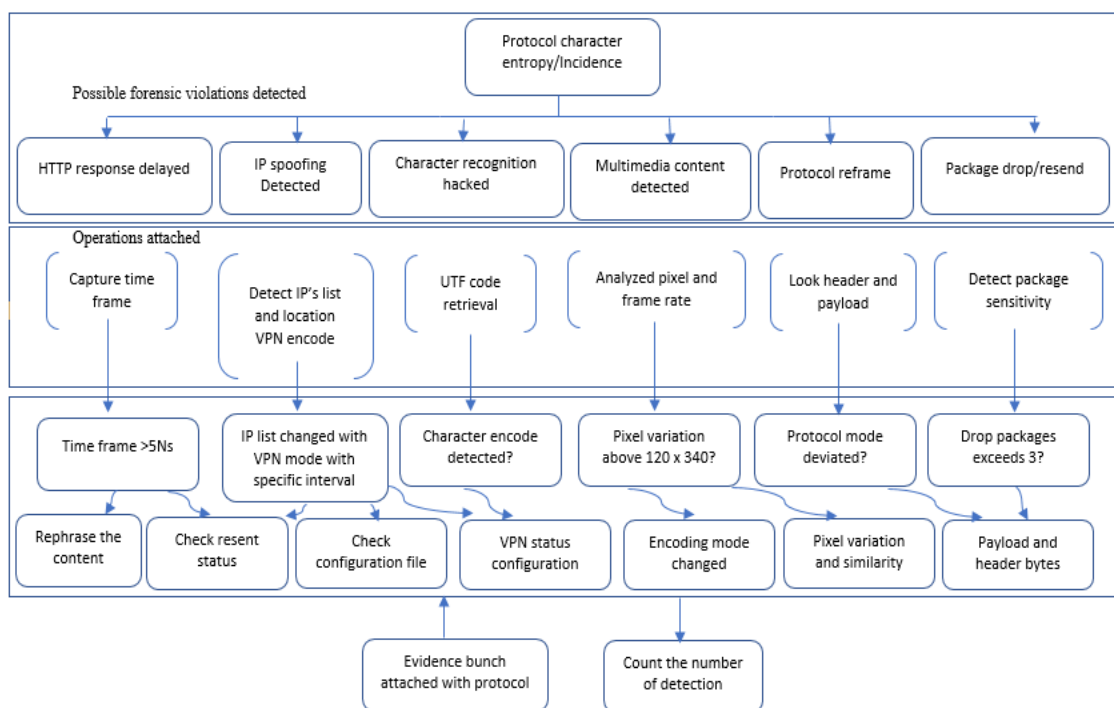 Protocol character
entropy/Incidence
Possible forensic violations detected
HTTP response delayed
IP spoofing
Detected
Character recognition
hacked
Multimedia content
detected
Protocol reframe
Package drop/resend
Operations attached
Capture time
frame
Detect IP's list
and location
VPN encode
UTF code
retrieval
Analyzed pixel and
frame rate
Look header and
payload
Detect package
sensitivity
Time frame >5Ns
IP list changed with
VPN mode with
specific interval
Character encode
detected?
Pixel variation
above 120 x 340?
Protocol mode
deviated?
Drop packages
exceeds 3?
Rephrase the
content
Check resent
status
Check
configuration file
VPN status
configuration
Encoding mode
changed
Pixel variation
and similarity
Payload and
header bytes
Evidence bunch
attached with protocol
Count the number
of detection